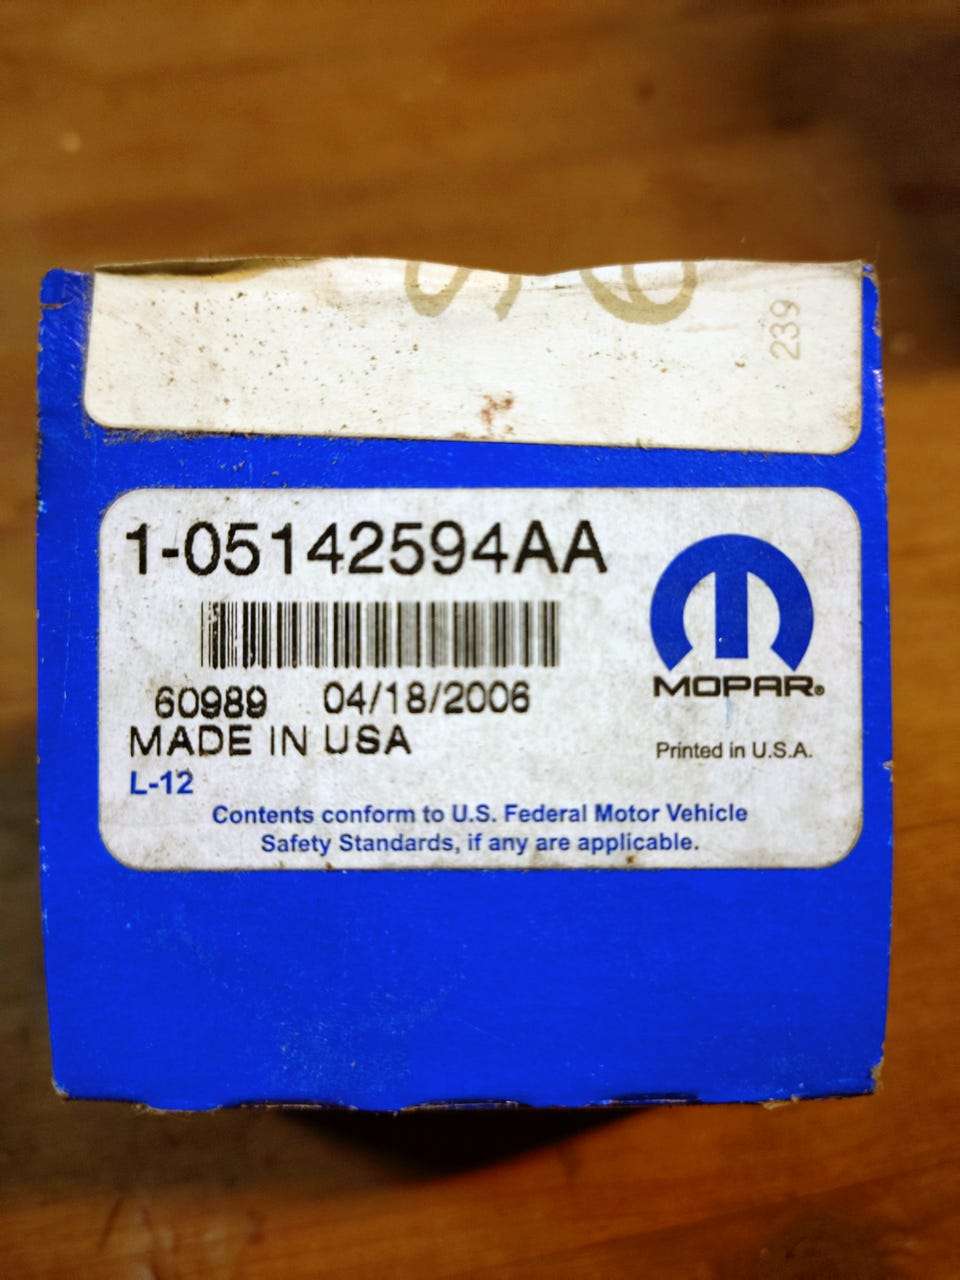 239
1-05142594AA
60989 04/18/2006
MADE IN USA
L-12
MOPAR®
Printed in U.S.A.
Contents conform to U.S. Federal Motor Vehicle
Safety Standards, if any are applicable.